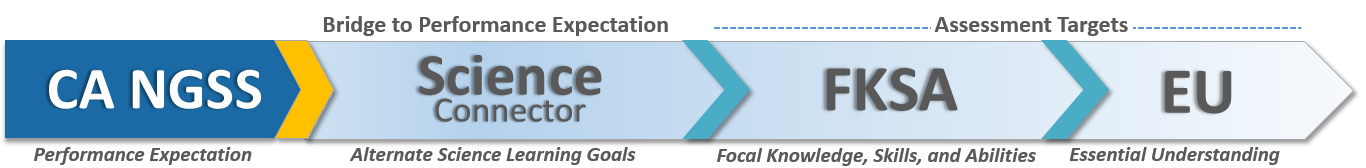 Bridge to Performance Expectation
Assessment Targets
CA NGSS
Science
Connector
FKSA
EU
Performance Expectation
Alternate Science Learning Goals
Focal Knowledge, Skills, and Abilities
Essential Understanding